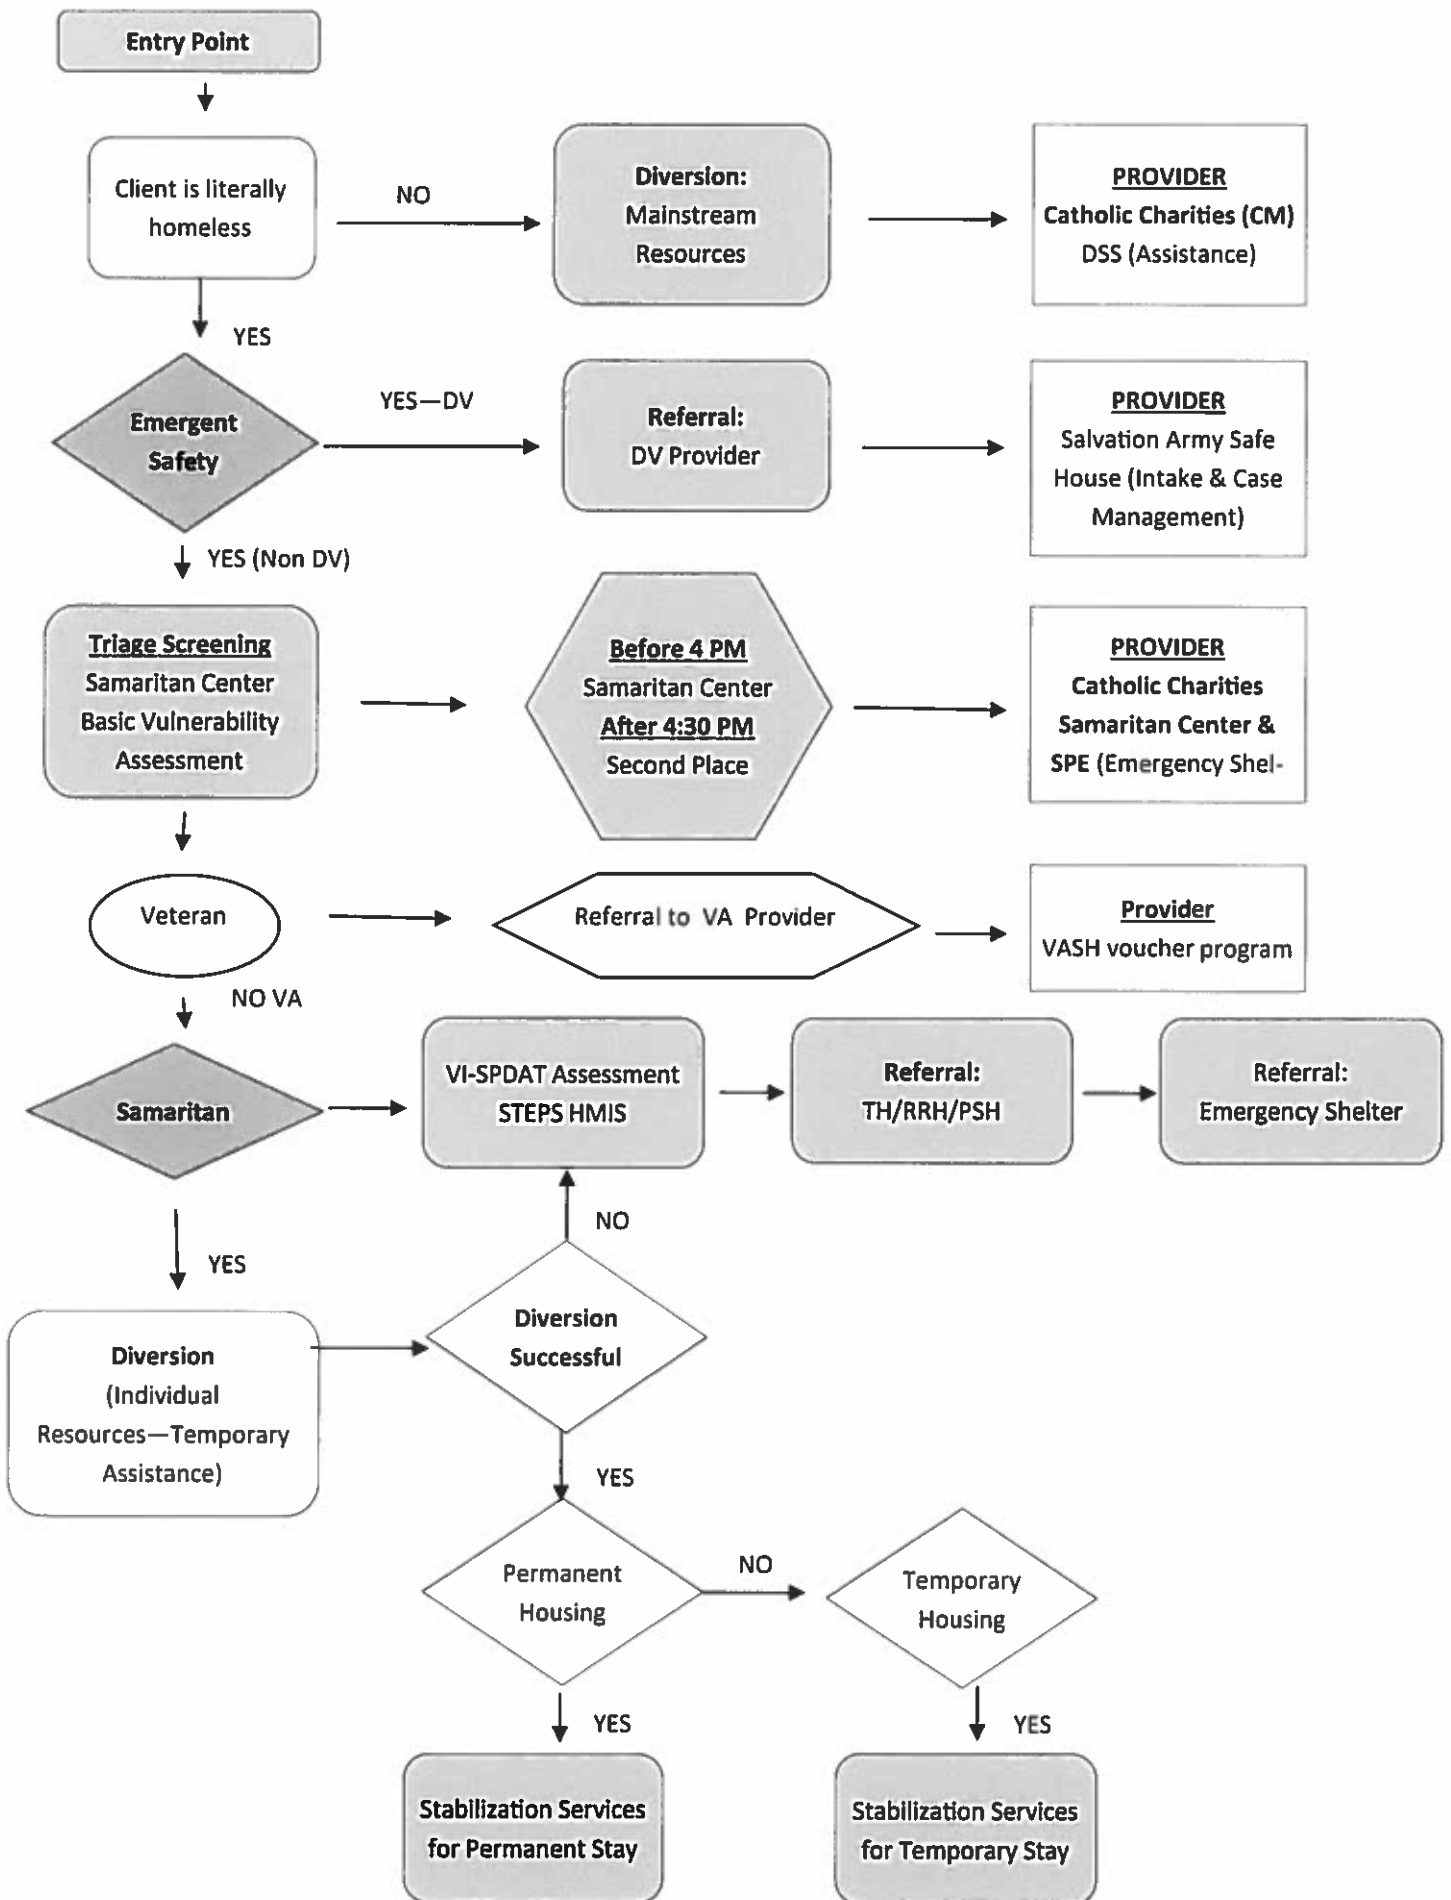 Entry Point
Client is literally
homeless
NO
Diversion:
Mainstream
Resources
PROVIDER
Catholic Charities (CM)
DSS (Assistance)
YES
Emergent
Safety
YES—DV
Referral:
DV Provider
PROVIDER
Salvation Army Safe
House (Intake & Case
Management)
YES (Non DV)
Triage Screening
Samaritan Center
Basic Vulnerability
Assessment
Before 4 PM
Samaritan Center
After 4:30 PM
Second Place
PROVIDER
Catholic Charities
Samaritan Center &
SPE (Emergency Shel-
Veteran
Referral to VA Provider
Provider
VASH voucher program
NO VA
Samaritan
VI-SPDAT Assessment
STEPS HMIS
Referral:
TH/RRH/PSH
Referral:
Emergency Shelter
YES
NO
Diversion
(Individual
Resources—Temporary
Assistance)
Diversion
Successful
YES
Permanent
Housing
NO
Temporary
Housing
YES
YES
Stabilization Services
for Permanent Stay
Stabilization Services
for Temporary Stay